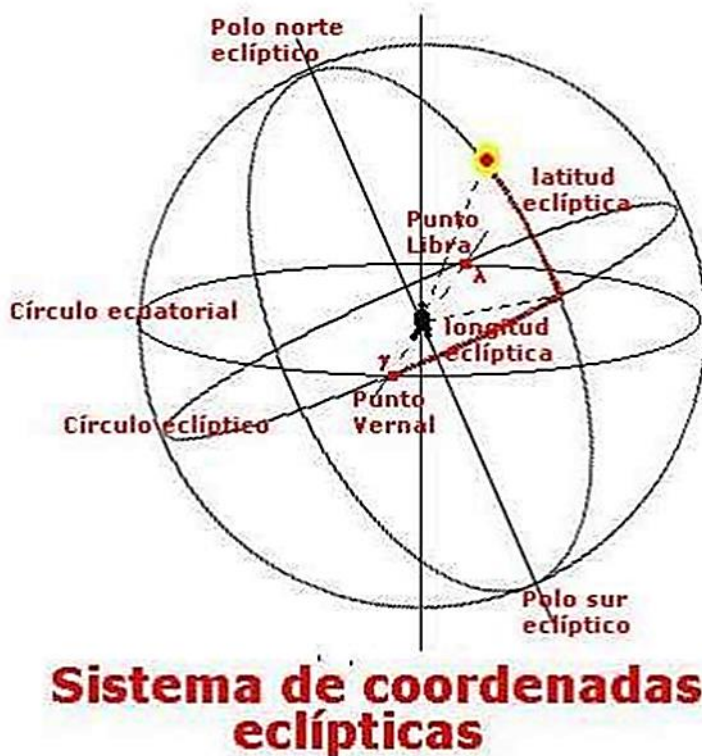 Polo norte
eclíptico
latitud
eclíptica
Punto
Libra
λ
Círculo ecuatorial
longitud
eclíptica
γ
Punto
Vernal
Círculo eclíptico
Polo sur
eclíptico
Sistema de coordenadas
eclípticas